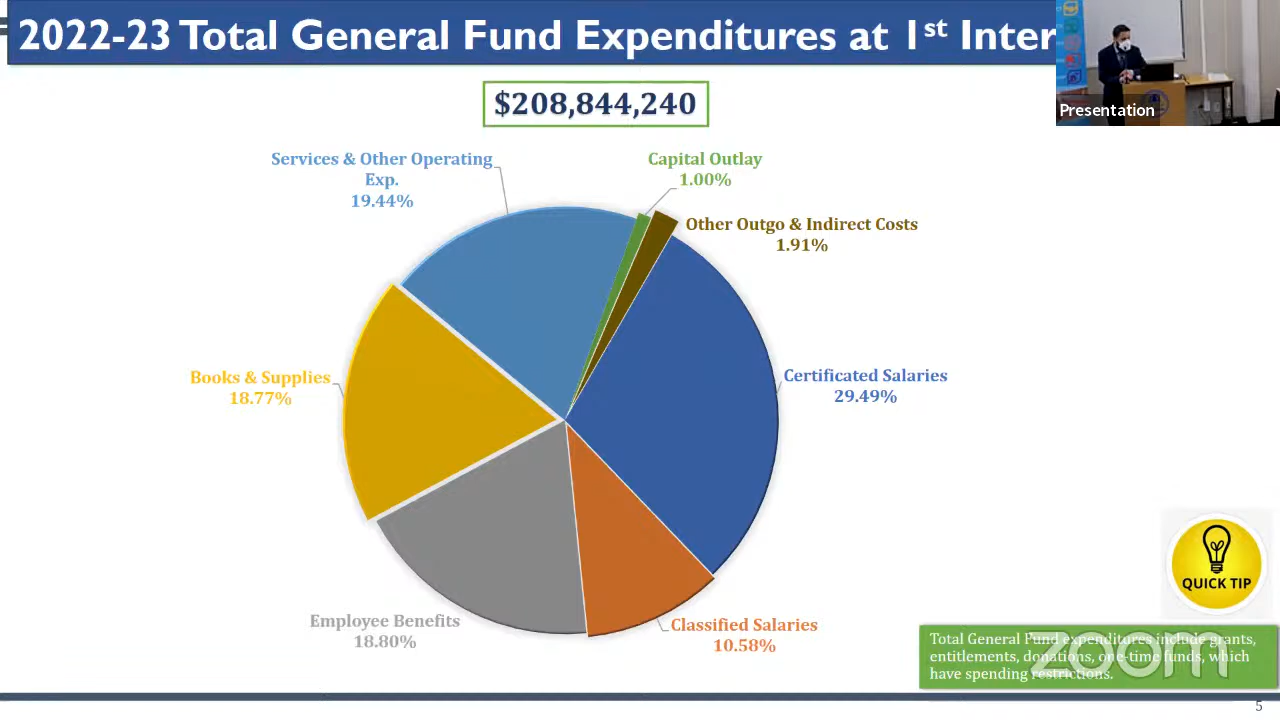 2022-23 Total General Fund Expenditures at 1st Inter
Presentation
$208,844,240
Services & Other Operating
Exp.
19.44%
Capital Outlay
1.00%
Other Outgo & Indirect Costs
1.91%
Certificated Salaries
29.49%
Books & Supplies
18.77%
Employee Benefits
18.80%
Classified Salaries
10.58%
QUICK TIP
Total General Fund expenditures include grants,
entitlements, donations, one-time funds, which
have spending restrictions.
zoom
5